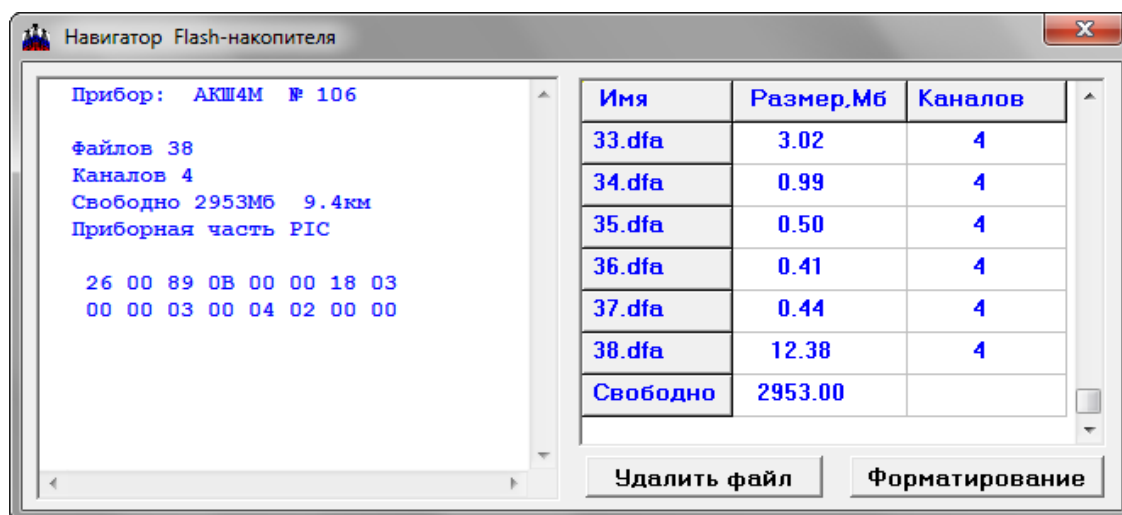 Навигатор Flash-накопителя
Прибор: АКШ4М № 106
Файлов 38
Каналов 4
Свободно 2953Мб 9.4км
Приборная часть PIC
26 00 89 0B 00 00 18 03
00 00 03 00 04 02 00 00
Имя Размер,Мб Каналов
33.dfa 3.02 4
34.dfa 0.99 4
35.dfa 0.50 4
36.dfa 0.41 4
37.dfa 0.44 4
38.dfa 12.38 4
Свободно 2953.00
Удалить файл Форматирование